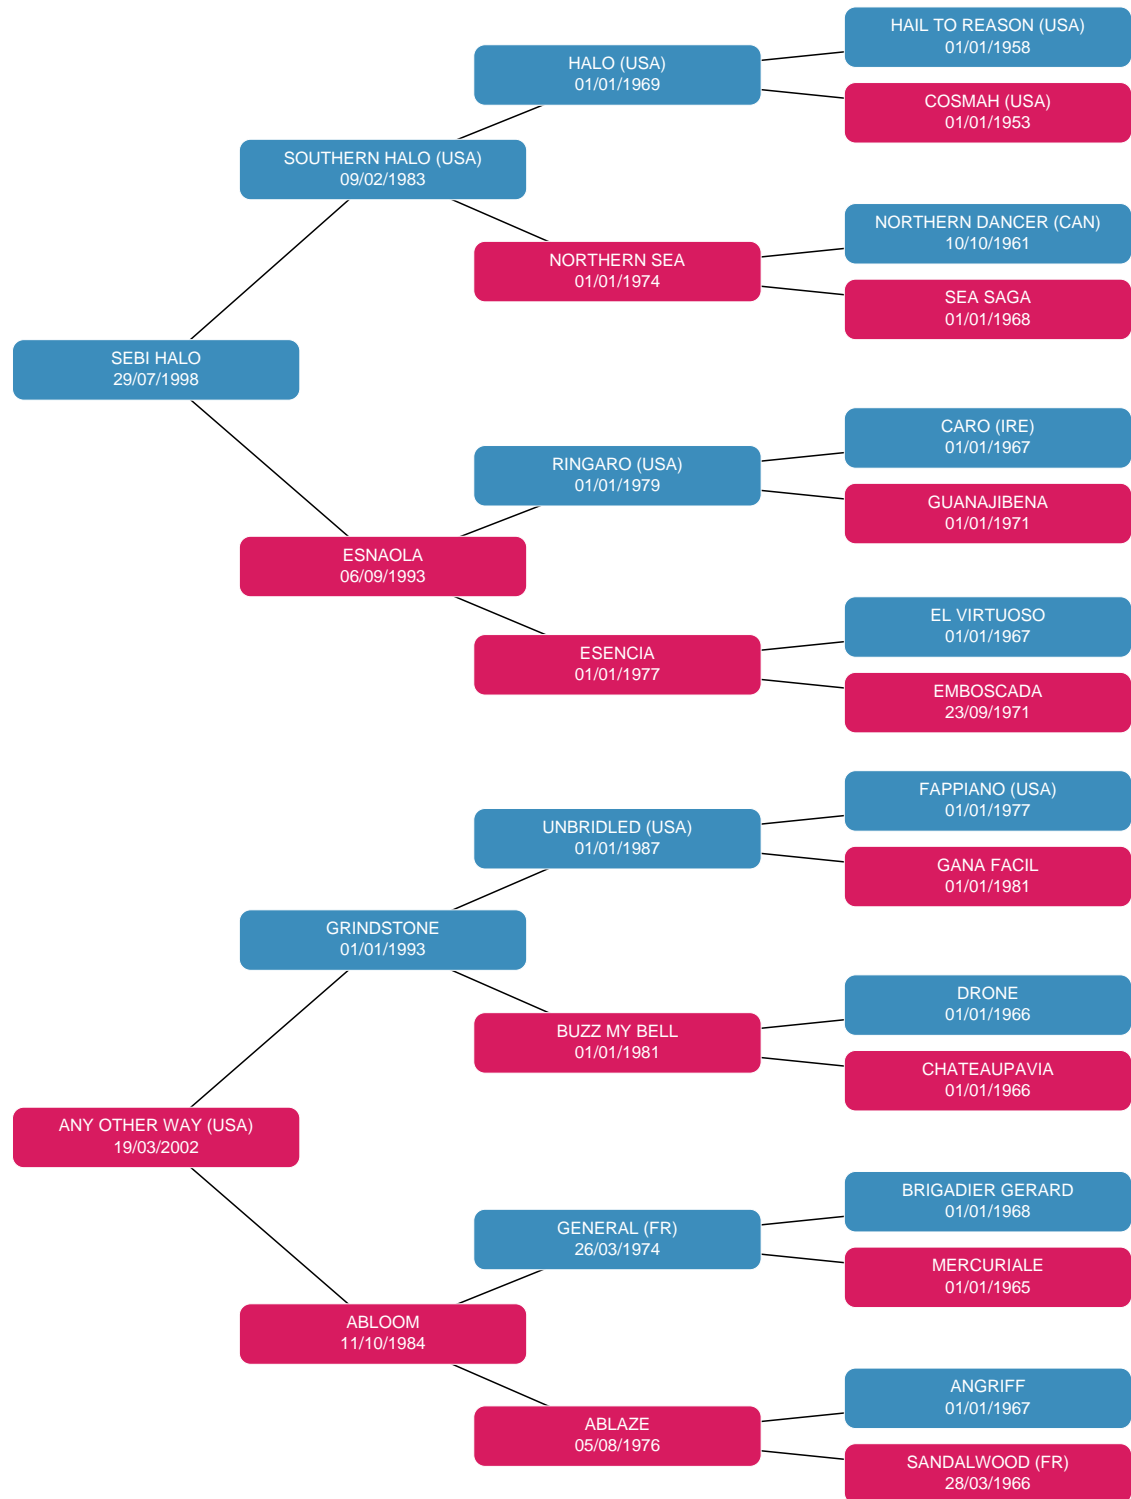 HAIL TO REASON (USA)
01/01/1958
HALO (USA)
01/01/1969
COSMAH (USA)
01/01/1953
SOUTHERN HALO (USA)
09/02/1983
NORTHERN DANCER (CAN)
10/10/1961
NORTHERN SEA
01/01/1974
SEA SAGA
01/01/1968
SEBI HALO
29/07/1998
CARO (IRE)
01/01/1967
RINGARO (USA)
01/01/1979
GUANAJIBENA
01/01/1971
ESNAOLA
06/09/1993
EL VIRTUOSO
01/01/1967
ESENCIA
01/01/1977
EMBOSCADA
23/09/1971
FAPPIANO (USA)
01/01/1977
UNBRIDLED (USA)
01/01/1987
GANA FACIL
01/01/1981
GRINDSTONE
01/01/1993
DRONE
01/01/1966
BUZZ MY BELL
01/01/1981
CHATEAUPAVIA
01/01/1966
ANY OTHER WAY (USA)
19/03/2002
BRIGADIER GERARD
01/01/1968
GENERAL (FR)
26/03/1974
MERCURIALE
01/01/1965
ABLOOM
11/10/1984
ANGRIFF
01/01/1967
ABLAZE
05/08/1976
SANDALWOOD (FR)
28/03/1966